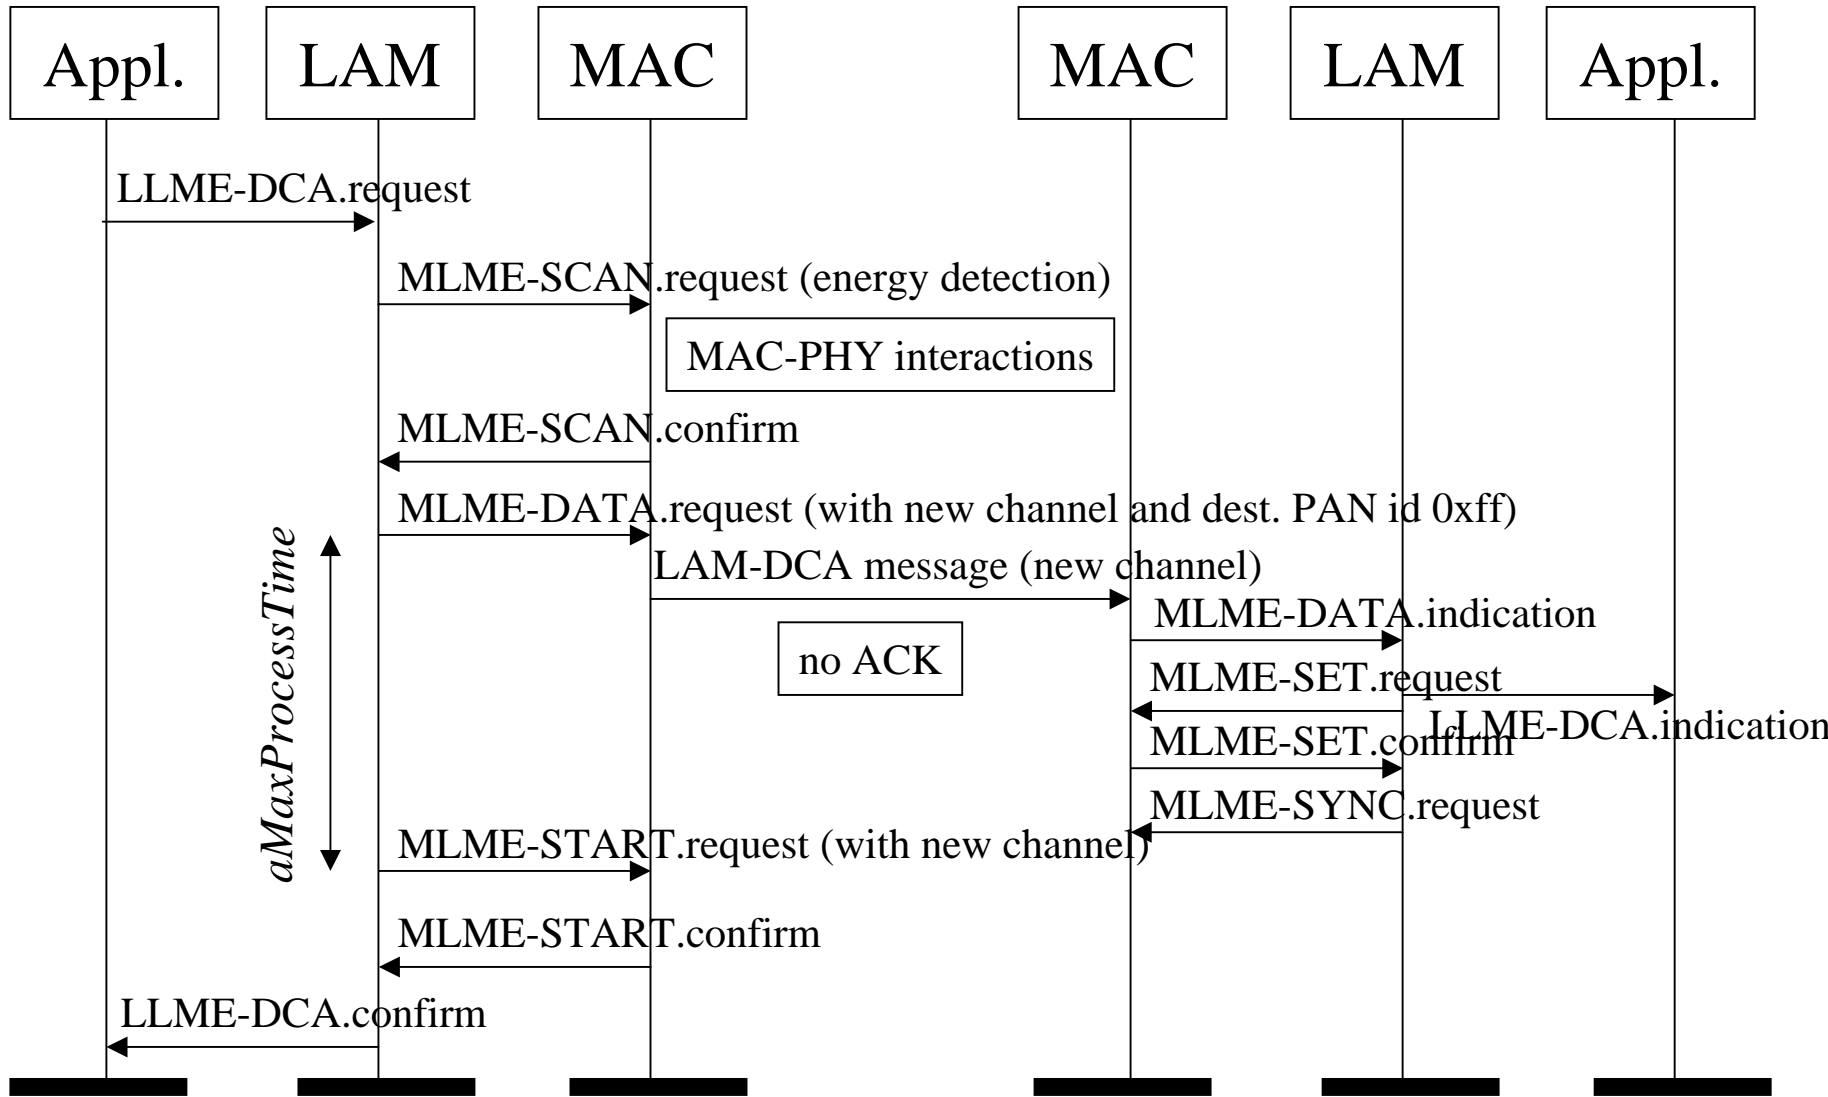 Appl.
LAM
MAC
MAC
LAM
Appl.
LLME-DCA.request
MLME-SCAN.request (energy detection)
MAC-PHY interactions
MLME-SCAN.confirm
MLME-DATA.request (with new channel and dest. PAN id 0xff)
aMaxProcessTime
LAM-DCA message (new channel)
MLME-DATA.indication
no ACK
MLME-SET.request
LLME-DCA.indication
MLME-SET.confirm
MLME-SYNC.request
MLME-START.request (with new channel)
MLME-START.confirm
LLME-DCA.confirm